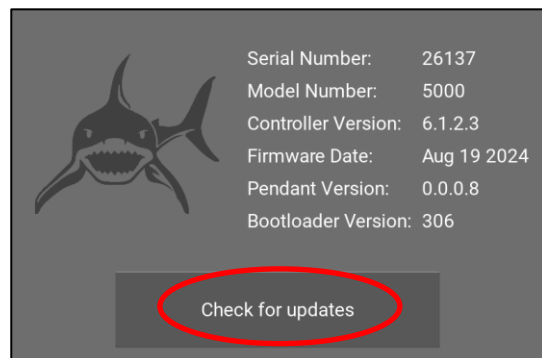 Serial Number: 26137
Model Number: 5000
Controller Version: 6.1.2.3
Firmware Date: Aug 19 2024
Pendant Version: 0.0.0.8
Bootloader Version: 306
Check for updates